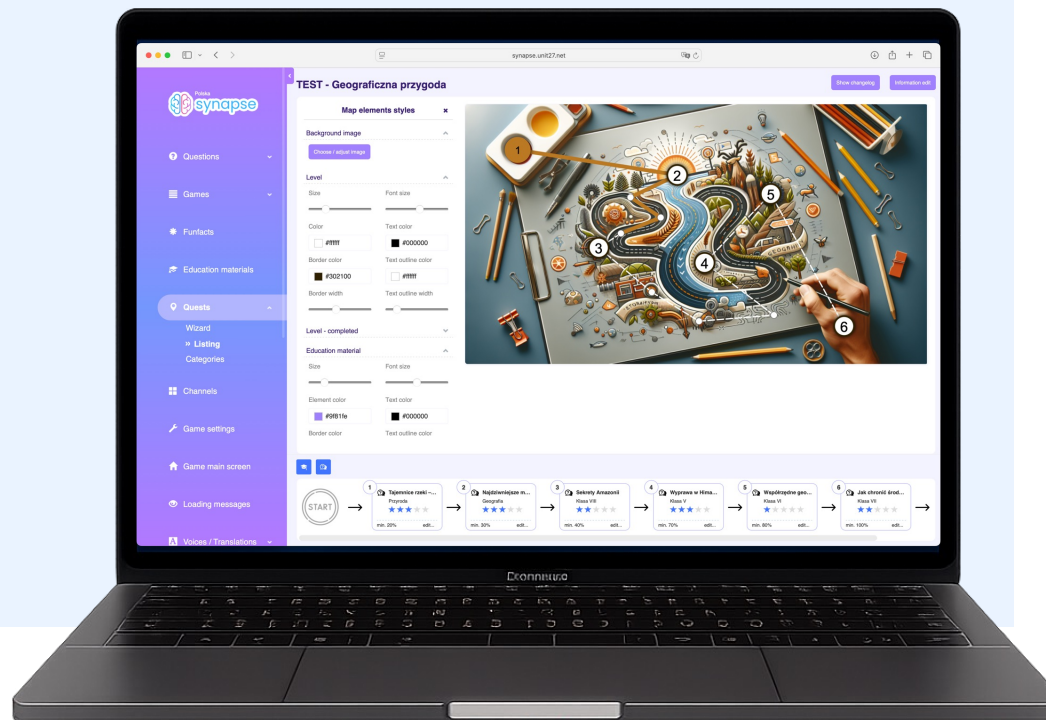 synapse.unit27.net
Polska
synapse
Questions
Games
Funfacts
Education materials
Quests
Wizard
» Listing
Categories
Channels
Game settings
Game main screen
Loading messages
Voices / Translations
TEST - Geograficzna przygoda
Show changelog
Information edit
Map elements styles
Background image
Choose / adjust image
Level
Size Font size
Color Text color
#ffffff #000000
Border color Text outline color
#302100 #ffffff
Border width Text outline width
Level - completed
Education material
Size Font size
Element color Text color
#9f81fe #000000
Border color Text outline color
1
2
3
4
5
6
START
1
Tajemnice rzeki –...
Przyroda
min. 20% edit...
2
Najdziwniejsze m...
Geografia
min. 30% edit...
3
Sekrety Amazonii
Klasa VIII
min. 40% edit...
4
Wyprawa w Hima...
Klasa V
min. 70% edit...
5
Współrzędne geo...
Klasa VI
min. 80% edit...
6
Jak chronić środ...
Klasa VII
min. 100% edit...